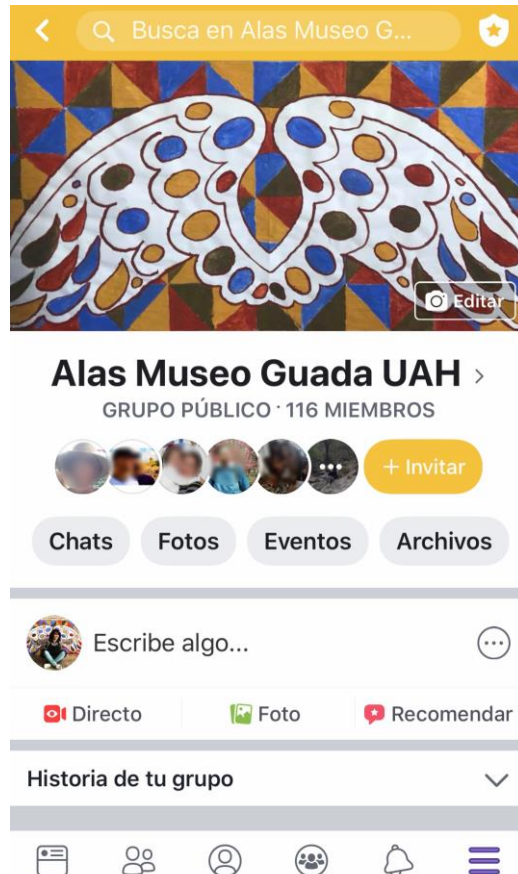 Busca en Alas Museo G...
Editar
Alas Museo Guada UAH
GRUPO PÚBLICO · 116 MIEMBROS
+ Invitar
Chats Fotos Eventos Archivos
Escribe algo...
Directo Foto Recomendar
Historia de tu grupo